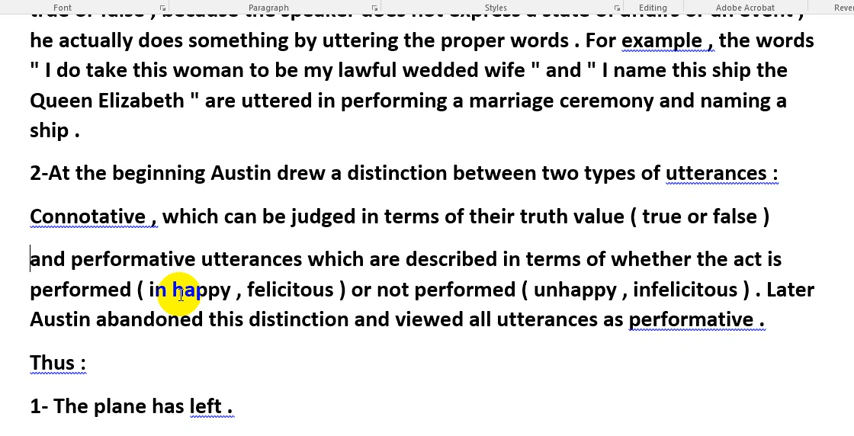 Font
Paragraph
Styles
Editing
Adobe Acrobat
he actually does something by uttering the proper words . For example , the words
" I do take this woman to be my lawful wedded wife " and " I name this ship the
Queen Elizabeth " are uttered in performing a marriage ceremony and naming a
ship .
2-At the beginning Austin drew a distinction between two types of utterances :
Connotative , which can be judged in terms of their truth value ( true or false )
and performative utterances which are described in terms of whether the act is
performed ( in happy , felicitous ) or not performed ( unhappy , infelicitous ) . Later
Austin abandoned this distinction and viewed all utterances as performative .
Thus :
1- The plane has left .